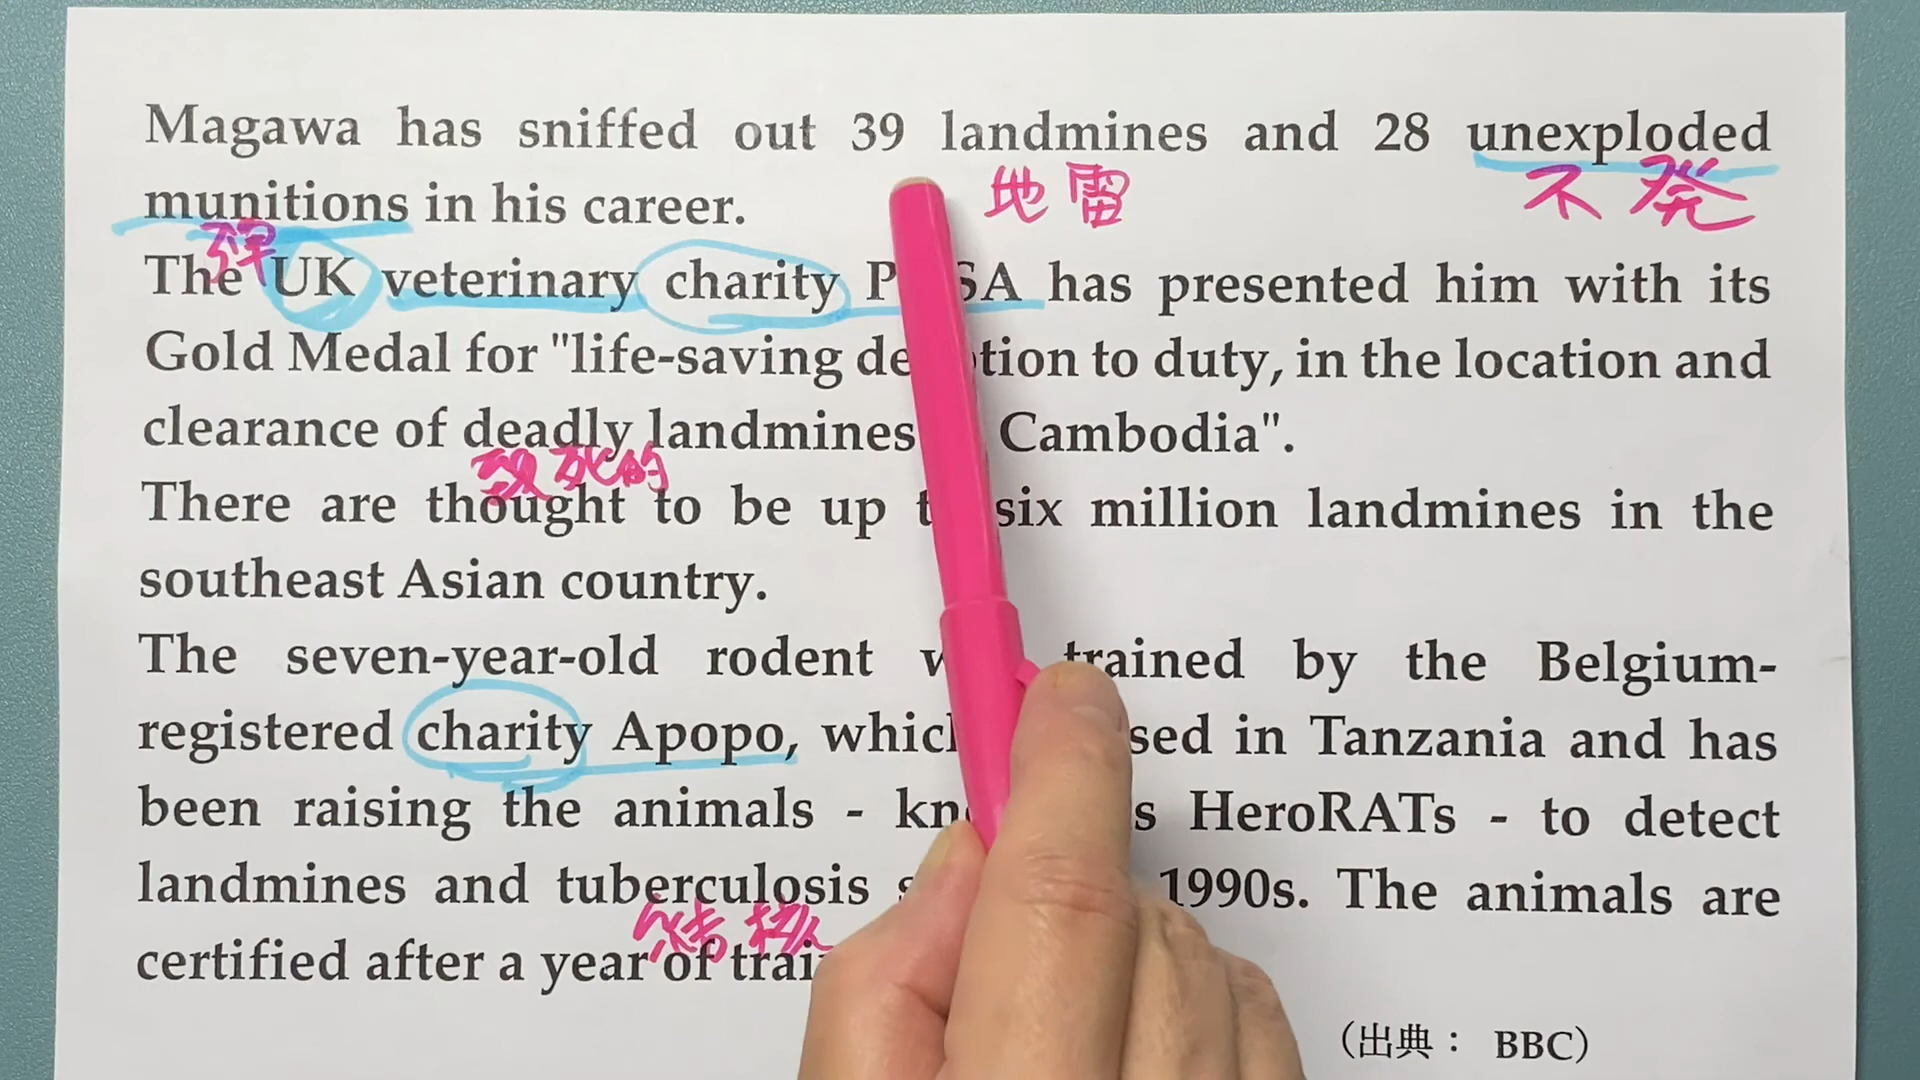 Magawa has sniffed out 39 landmines and 28 unexploded
地雷 不発
munitions in his career.
弾
The UK veterinary charity P SA has presented him with its
Gold Medal for "life-saving de tion to duty, in the location and
clearance of deadly landmines Cambodia".
致死的
There are thought to be up t six million landmines in the
southeast Asian country.
The seven-year-old rodent w trained by the Belgium-
registered charity Apopo, which sed in Tanzania and has
been raising the animals - kn s HeroRATs - to detect
landmines and tuberculosis s 1990s. The animals are
結核
certified after a year of trai
（出典： BBC）